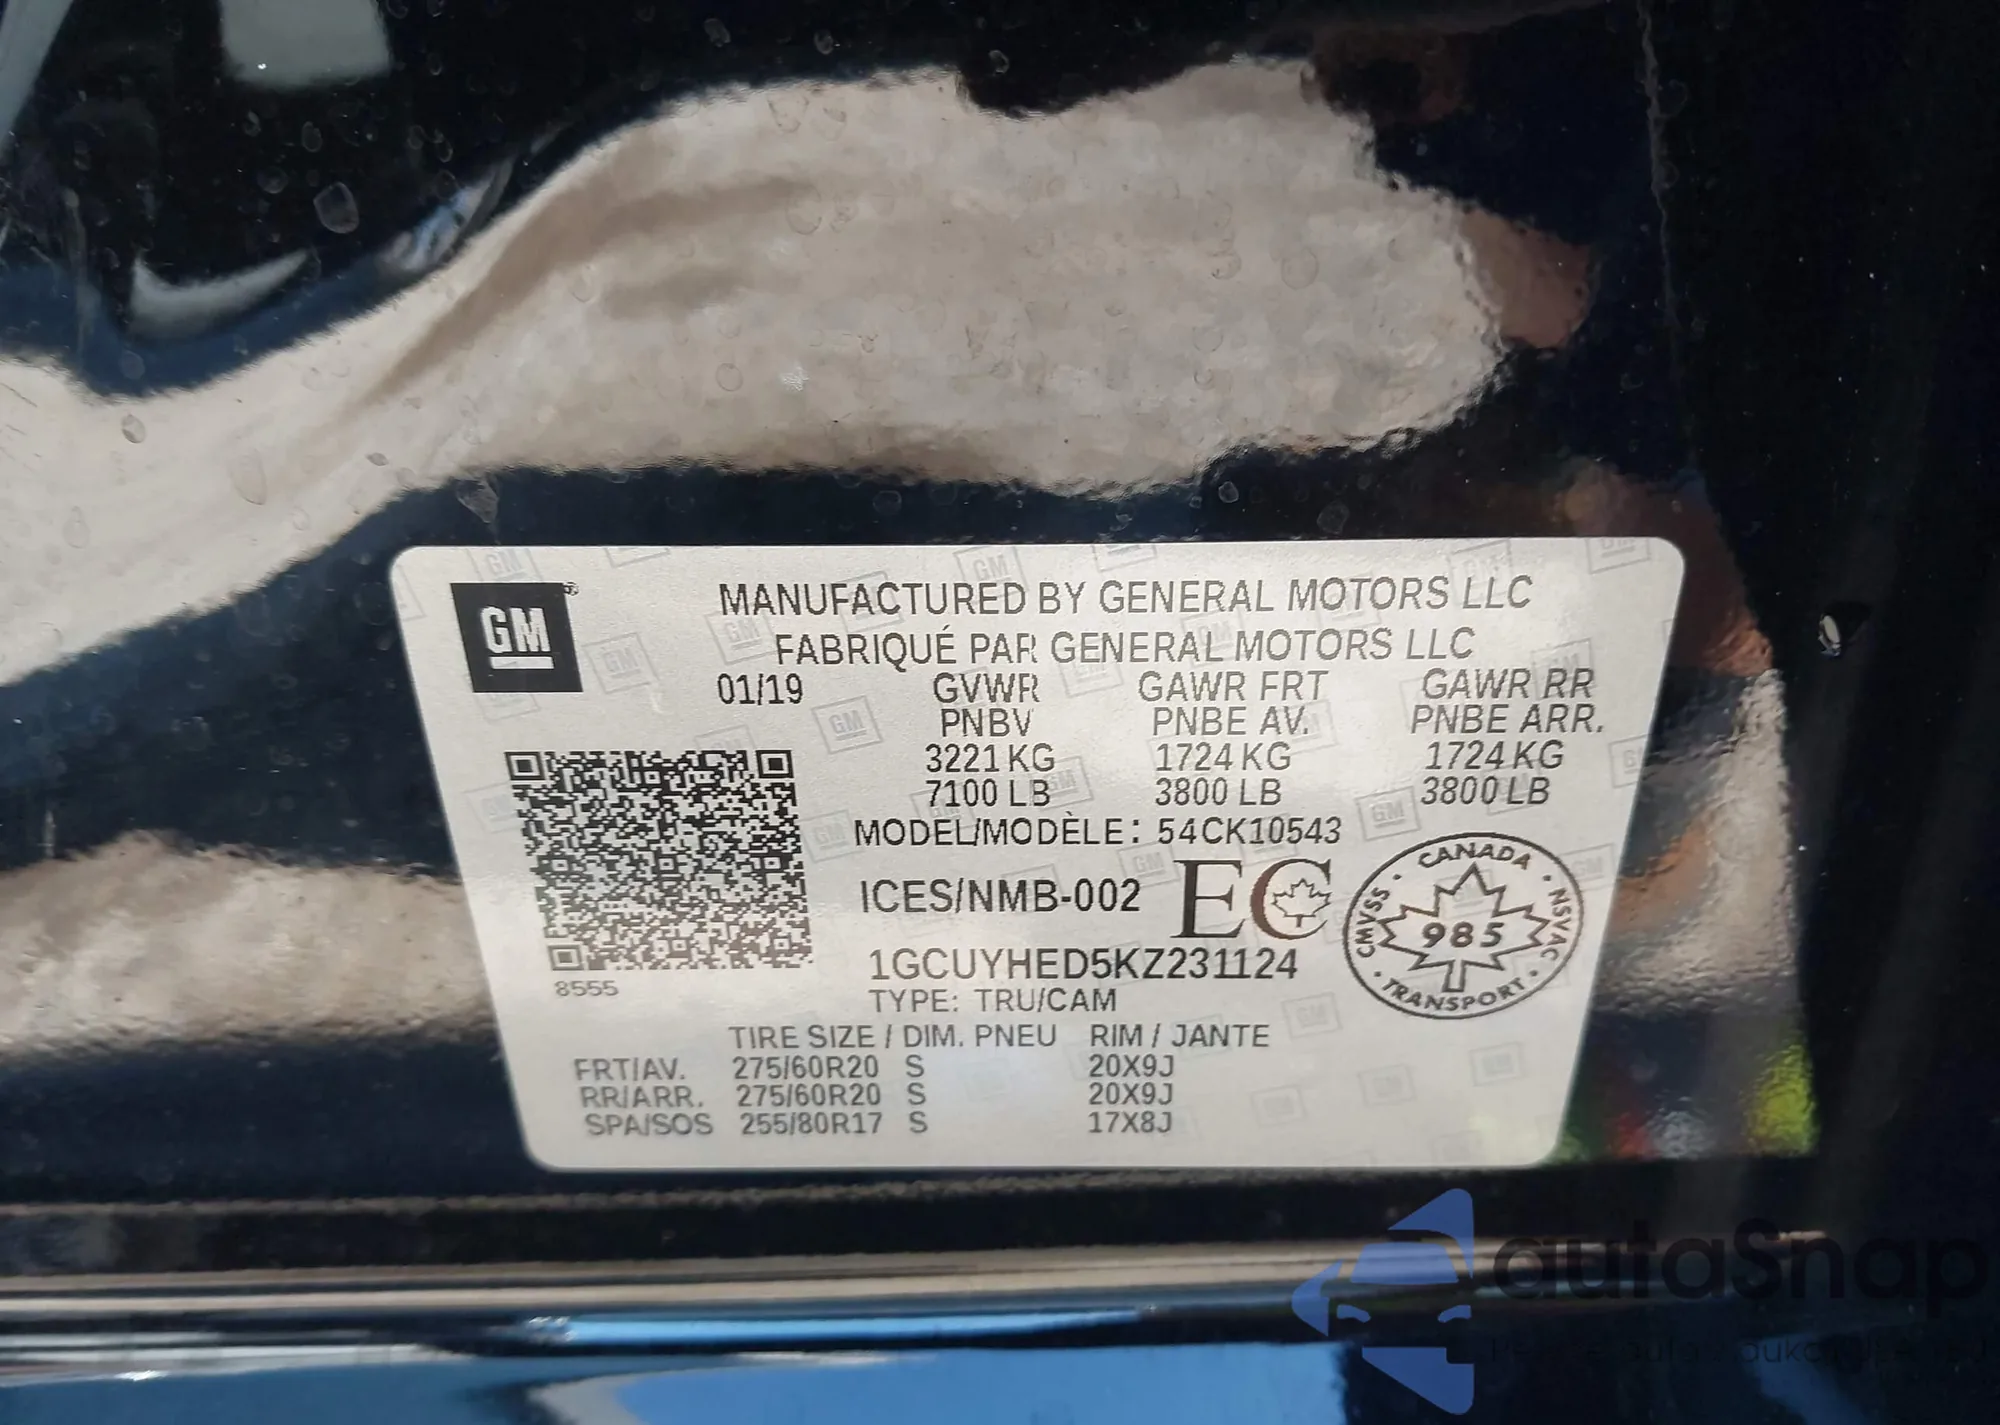 GM
MANUFACTURED BY GENERAL MOTORS LLC
FABRIQUÉ PAR GENERAL MOTORS LLC
01/19 GVWR GAWR FRT GAWR RR
PNBV PNBE AV. PNBE ARR.
3221 KG 1724 KG 1724 KG
7100 LB 3800 LB 3800 LB
MODEL/MODÈLE: 54CK10543
ICES/NMB-002 EC
CANADA
CMVSS 985 NSVAC
TRANSPORT
1GCUYHED5KZ231124
8555
TYPE: TRU/CAM
TIRE SIZE / DIM. PNEU RIM / JANTE
FRT/AV. 275/60R20 S 20X9J
RR/ARR. 275/60R20 S 20X9J
SPA/SOS 255/80R17 S 17X8J
autaSnap